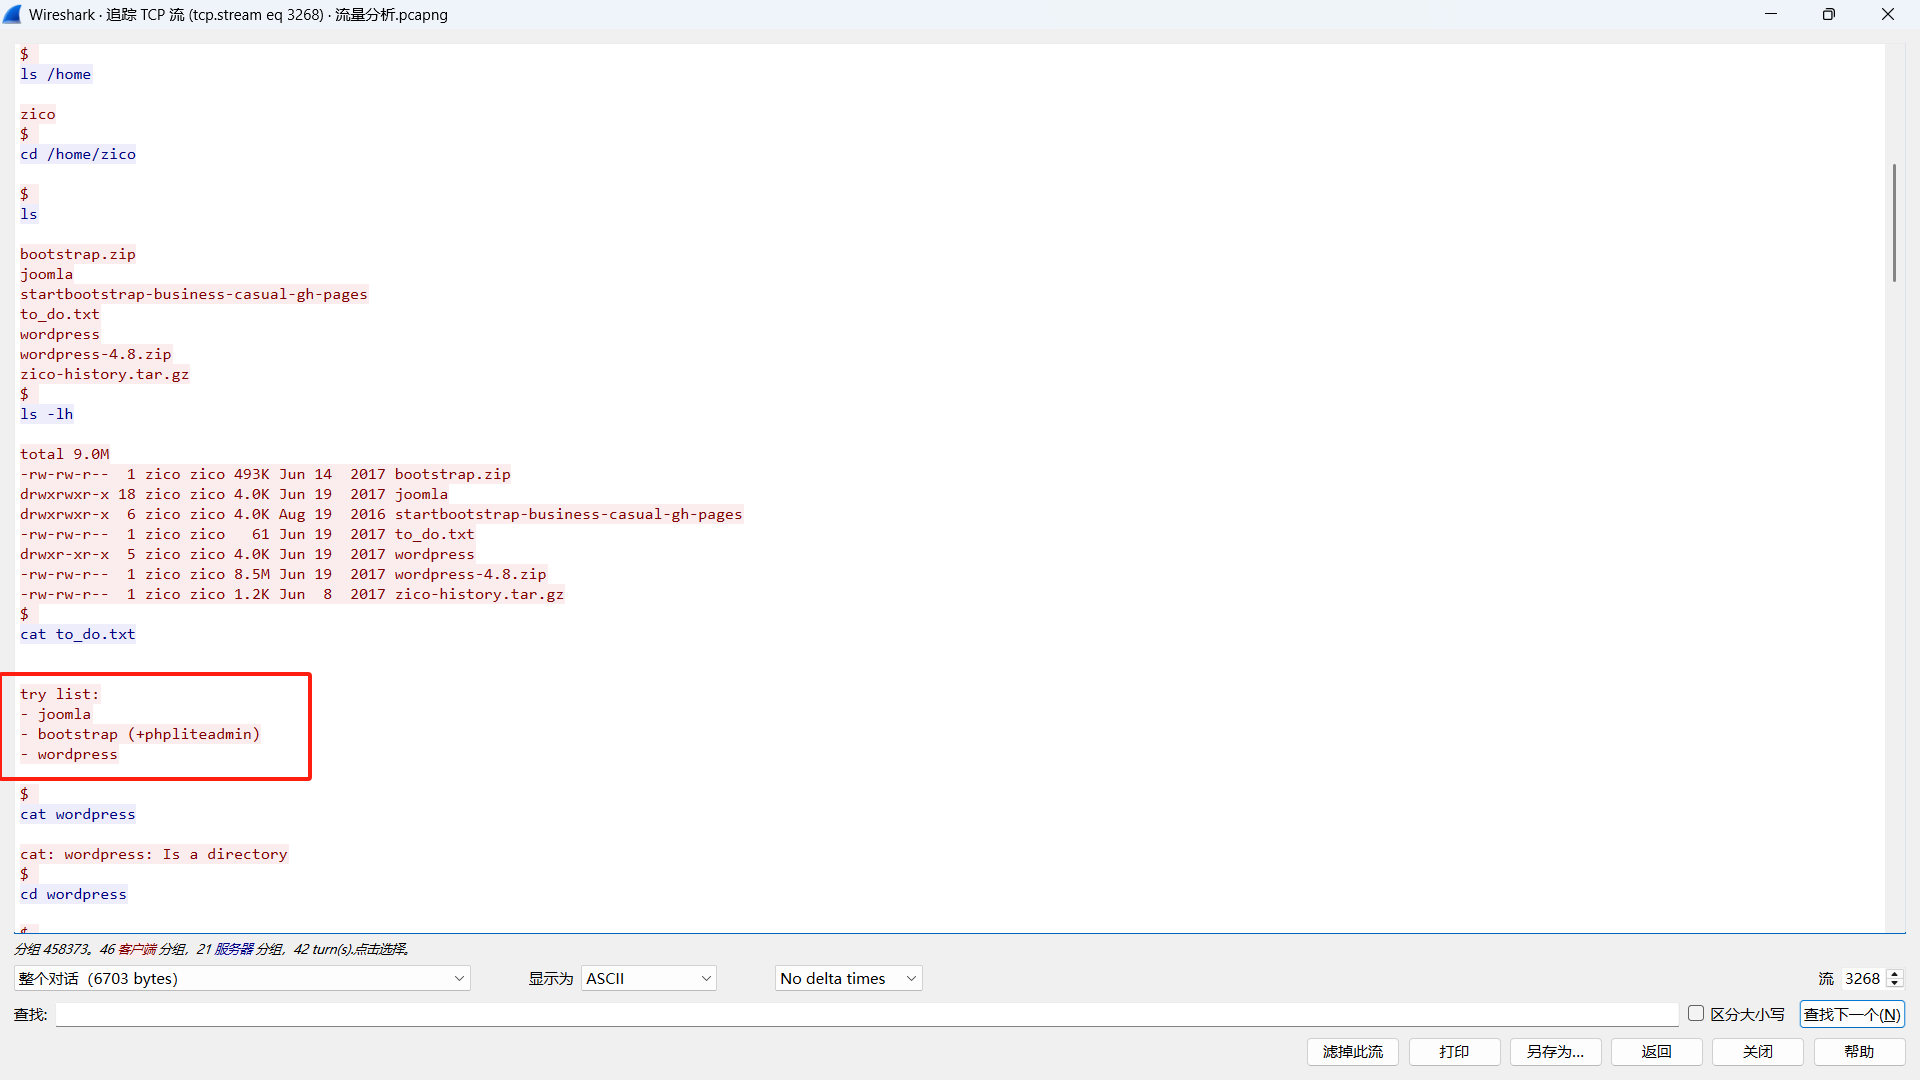 Wireshark · 追踪 TCP 流 (tcp.stream eq 3268) · 流量分析.pcapng
$
ls /home
zico
$
cd /home/zico
$
ls
bootstrap.zip
joomla
startbootstrap-business-casual-gh-pages
to_do.txt
wordpress
wordpress-4.8.zip
zico-history.tar.gz
$
ls -lh
total 9.0M
-rw-rw-r--  1 zico zico 493K Jun 14  2017 bootstrap.zip
drwxrwxr-x 18 zico zico 4.0K Jun 19  2017 joomla
drwxrwxr-x  6 zico zico 4.0K Aug 19  2016 startbootstrap-business-casual-gh-pages
-rw-rw-r--  1 zico zico   61 Jun 19  2017 to_do.txt
drwxr-xr-x  5 zico zico 4.0K Jun 19  2017 wordpress
-rw-rw-r--  1 zico zico 8.5M Jun 19  2017 wordpress-4.8.zip
-rw-rw-r--  1 zico zico 1.2K Jun  8  2017 zico-history.tar.gz
$
cat to_do.txt
try list:
- joomla
- bootstrap (+phpliteadmin)
- wordpress
$
cat wordpress
cat: wordpress: Is a directory
$
cd wordpress
$
分组 458373。46 客户端 分组，21 服务器 分组，42 turn(s).点击选择。
整个对话（6703 bytes） 显示为 ASCII No delta times 流 3268
查找: 区分大小写 查找下一个(N)
滤掉此流 打印 另存为… 返回 关闭 帮助